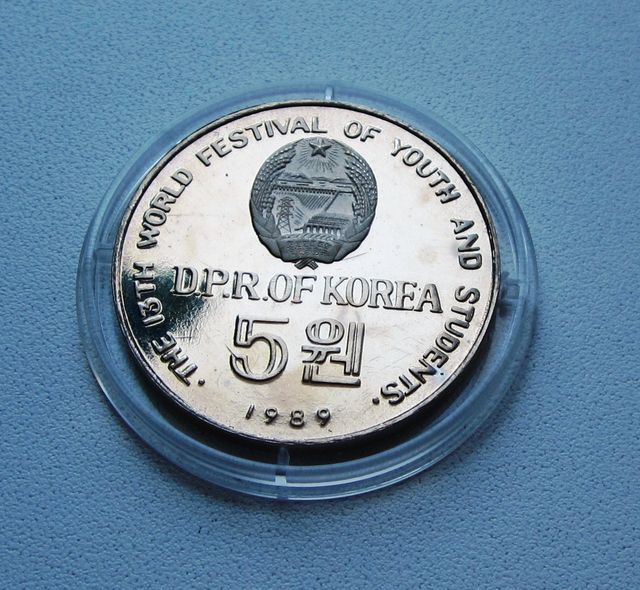 · THE 13TH WORLD FESTIVAL OF YOUTH AND STUDENTS ·
D.P.R.OF KOREA
5원
1989